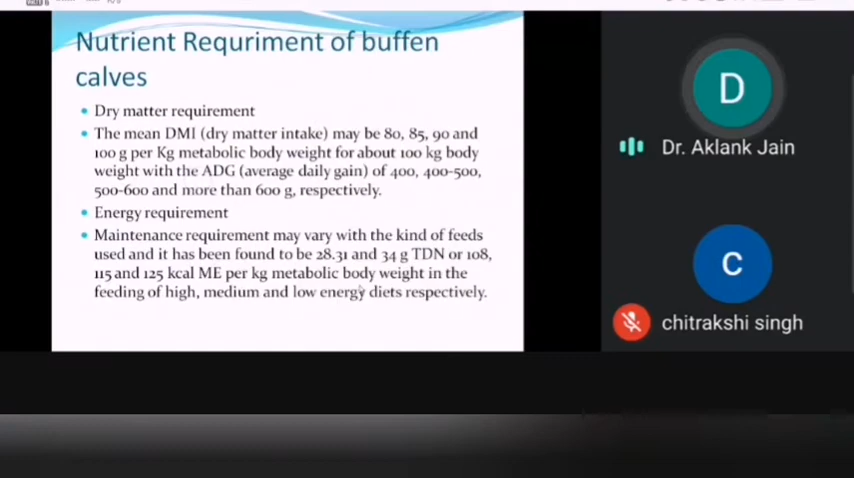 Nutrient Requriment of buffen
calves
Dry matter requirement
The mean DMI (dry matter intake) may be 80, 85, 90 and
100 g per Kg metabolic body weight for about 100 kg body
weight with the ADG (average daily gain) of 400, 400-500,
500-600 and more than 600 g, respectively.
Energy requirement
Maintenance requirement may vary with the kind of feeds
used and it has been found to be 28.31 and 34 g TDN or 108,
115 and 125 kcal ME per kg metabolic body weight in the
feeding of high, medium and low energy diets respectively.
D
Dr. Aklank Jain
C
chitrakshi singh